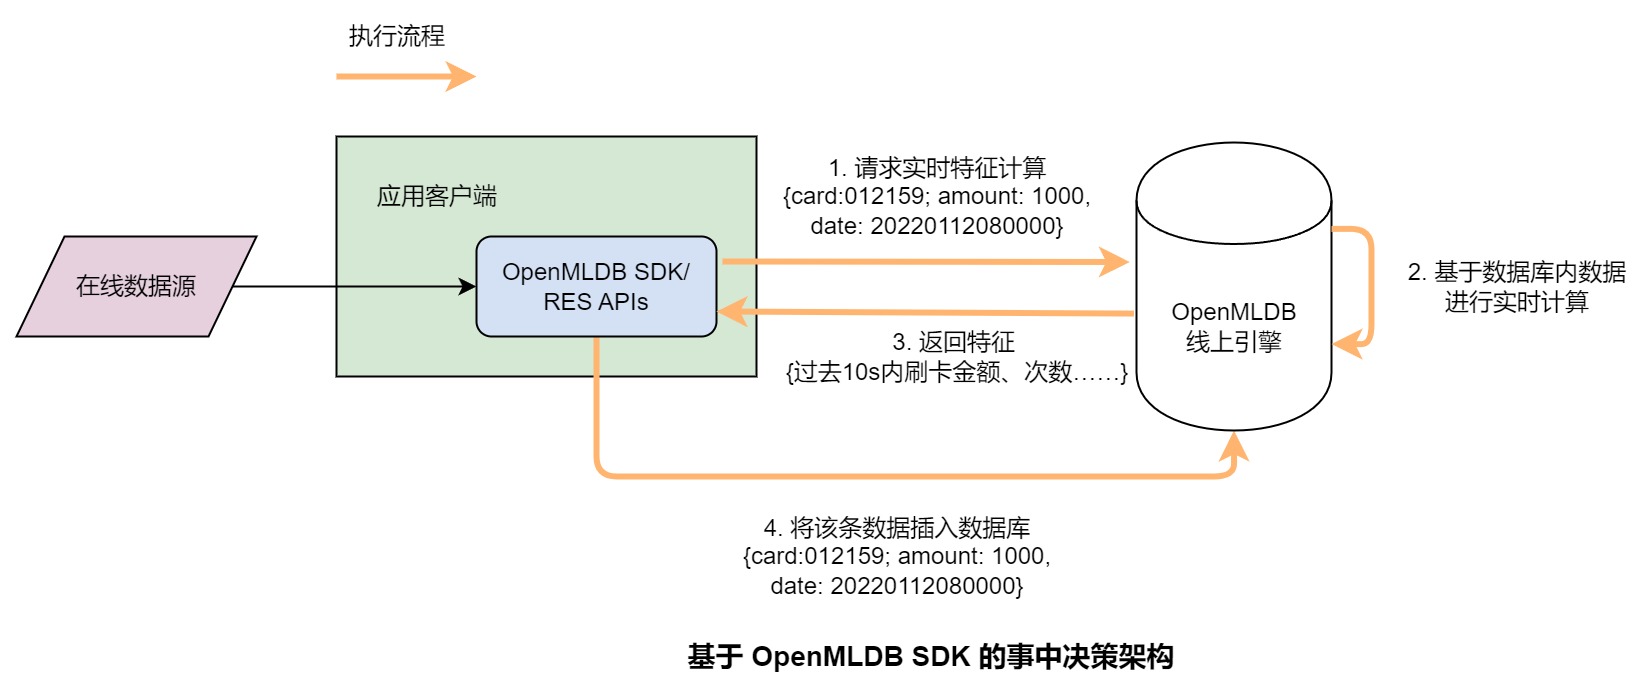 执行流程
应用客户端
在线数据源
OpenMLDB SDK/
RES APIs
1. 请求实时特征计算
{card:012159; amount: 1000,
date: 20220112080000}
OpenMLDB
线上引擎
2. 基于数据库内数据
进行实时计算
3. 返回特征
{过去10s内刷卡金额、次数……}
4. 将该条数据插入数据库
{card:012159; amount: 1000,
date: 20220112080000}
基于 OpenMLDB SDK 的事中决策架构